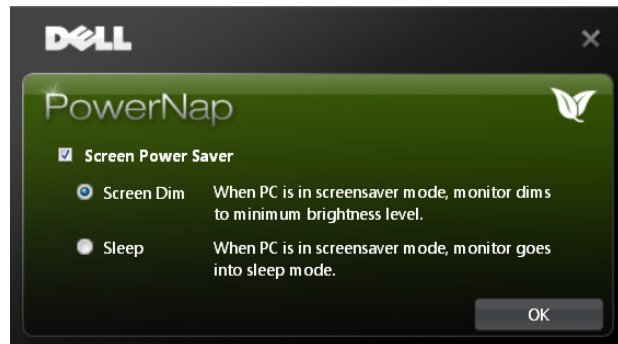 DELL
PowerNap
Screen Power Saver
Screen Dim When PC is in screensaver mode, monitor dims
to minimum brightness level.
Sleep When PC is in screensaver mode, monitor goes
into sleep mode.
OK